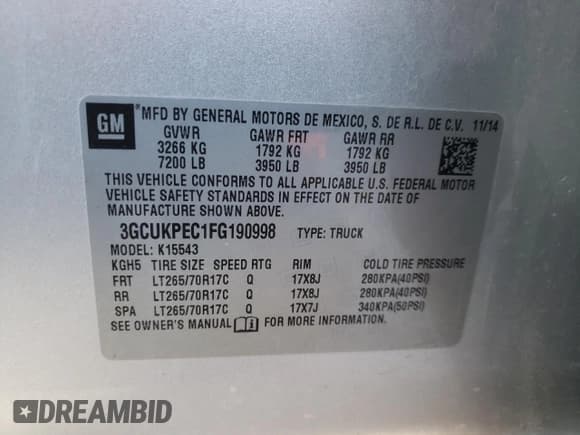 GM
*MFD BY GENERAL MOTORS DE MEXICO, S. DE R.L. DE C.V. 11/14
GVWR GAWR FRT GAWR RR
3266 KG 1792 KG 1792 KG
7200 LB 3950 LB 3950 LB
THIS VEHICLE CONFORMS TO ALL APPLICABLE U.S. FEDERAL MOTOR
VEHICLE SAFETY STANDARDS IN EFFECT ON THE DATE OF
MANUFACTURE SHOWN ABOVE.
3GCUKPEC1FG190998 TYPE: TRUCK
MODEL: K15543
KGH5 TIRE SIZE SPEED RTG RIM COLD TIRE PRESSURE
FRT LT265/70R17C Q 17X8J 280KPA(40PSI)
RR LT265/70R17C Q 17X8J 280KPA(40PSI)
SPA LT265/70R17C Q 17X7J 340KPA(50PSI)
SEE OWNER'S MANUAL FOR MORE INFORMATION.
DREAMBID